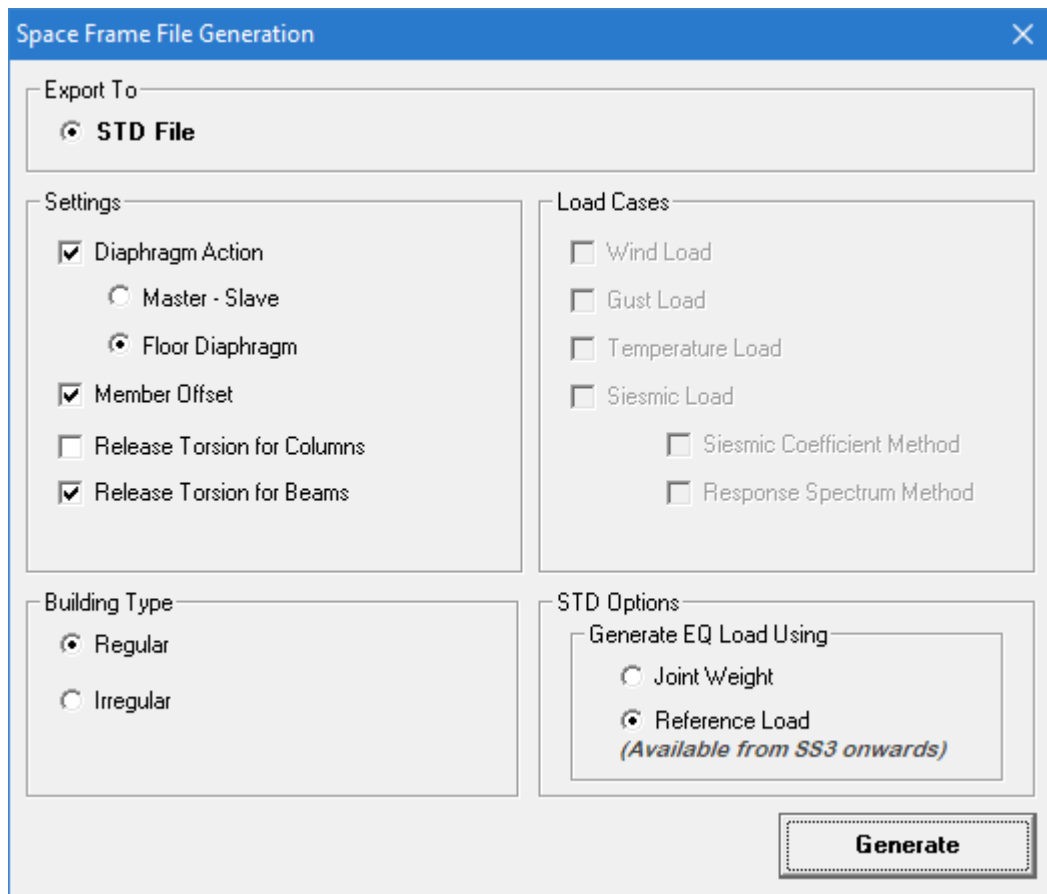 Space Frame File Generation
Export To
STD File
Settings
Diaphragm Action
Master - Slave
Floor Diaphragm
Member Offset
Release Torsion for Columns
Release Torsion for Beams
Load Cases
Wind Load
Gust Load
Temperature Load
Siesmic Load
Siesmic Coefficient Method
Response Spectrum Method
Building Type
Regular
Irregular
STD Options
Generate EQ Load Using
Joint Weight
Reference Load
(Available from SS3 onwards)
Generate